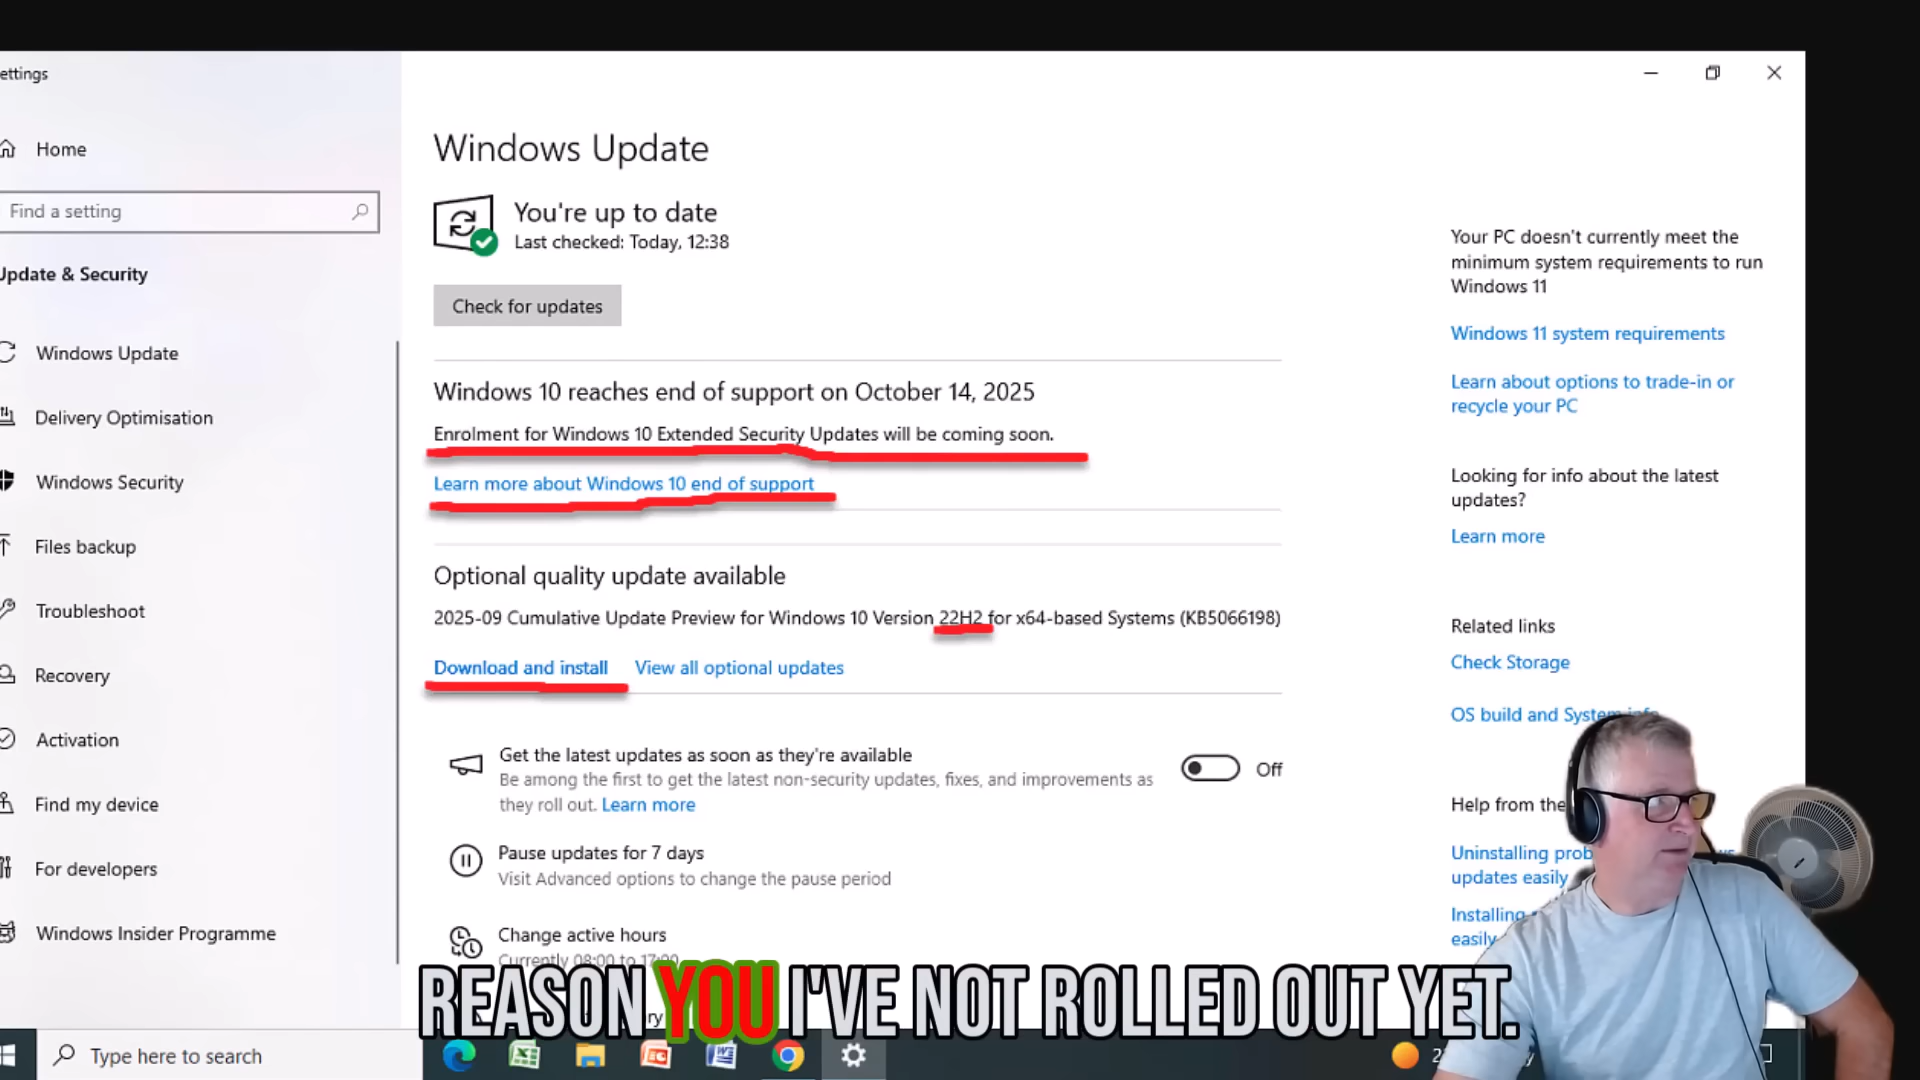 ettings
Home
Find a setting
Update & Security
Windows Update
Delivery Optimisation
Windows Security
Files backup
Troubleshoot
Recovery
Activation
Find my device
For developers
Windows Insider Programme
Windows Update
You're up to date
Last checked: Today, 12:38
Check for updates
Windows 10 reaches end of support on October 14, 2025
Enrolment for Windows 10 Extended Security Updates will be coming soon.
Learn more about Windows 10 end of support
Optional quality update available
2025-09 Cumulative Update Preview for Windows 10 Version 22H2 for x64-based Systems (KB5066198)
Download and install View all optional updates
Get the latest updates as soon as they're available
Off
Be among the first to get the latest non-security updates, fixes, and improvements as
they roll out. Learn more
Pause updates for 7 days
Visit Advanced options to change the pause period
Change active hours
Currently 08:00 to 17:00
Your PC doesn't currently meet the
minimum system requirements to run
Windows 11
Windows 11 system requirements
Learn about options to trade-in or
recycle your PC
Looking for info about the latest
updates?
Learn more
Related links
Check Storage
OS build and System info
Help from the
Uninstalling prob
updates easily
Installing
easily
REASON YOU I'VE NOT ROLLED OUT YET.
Type here to search